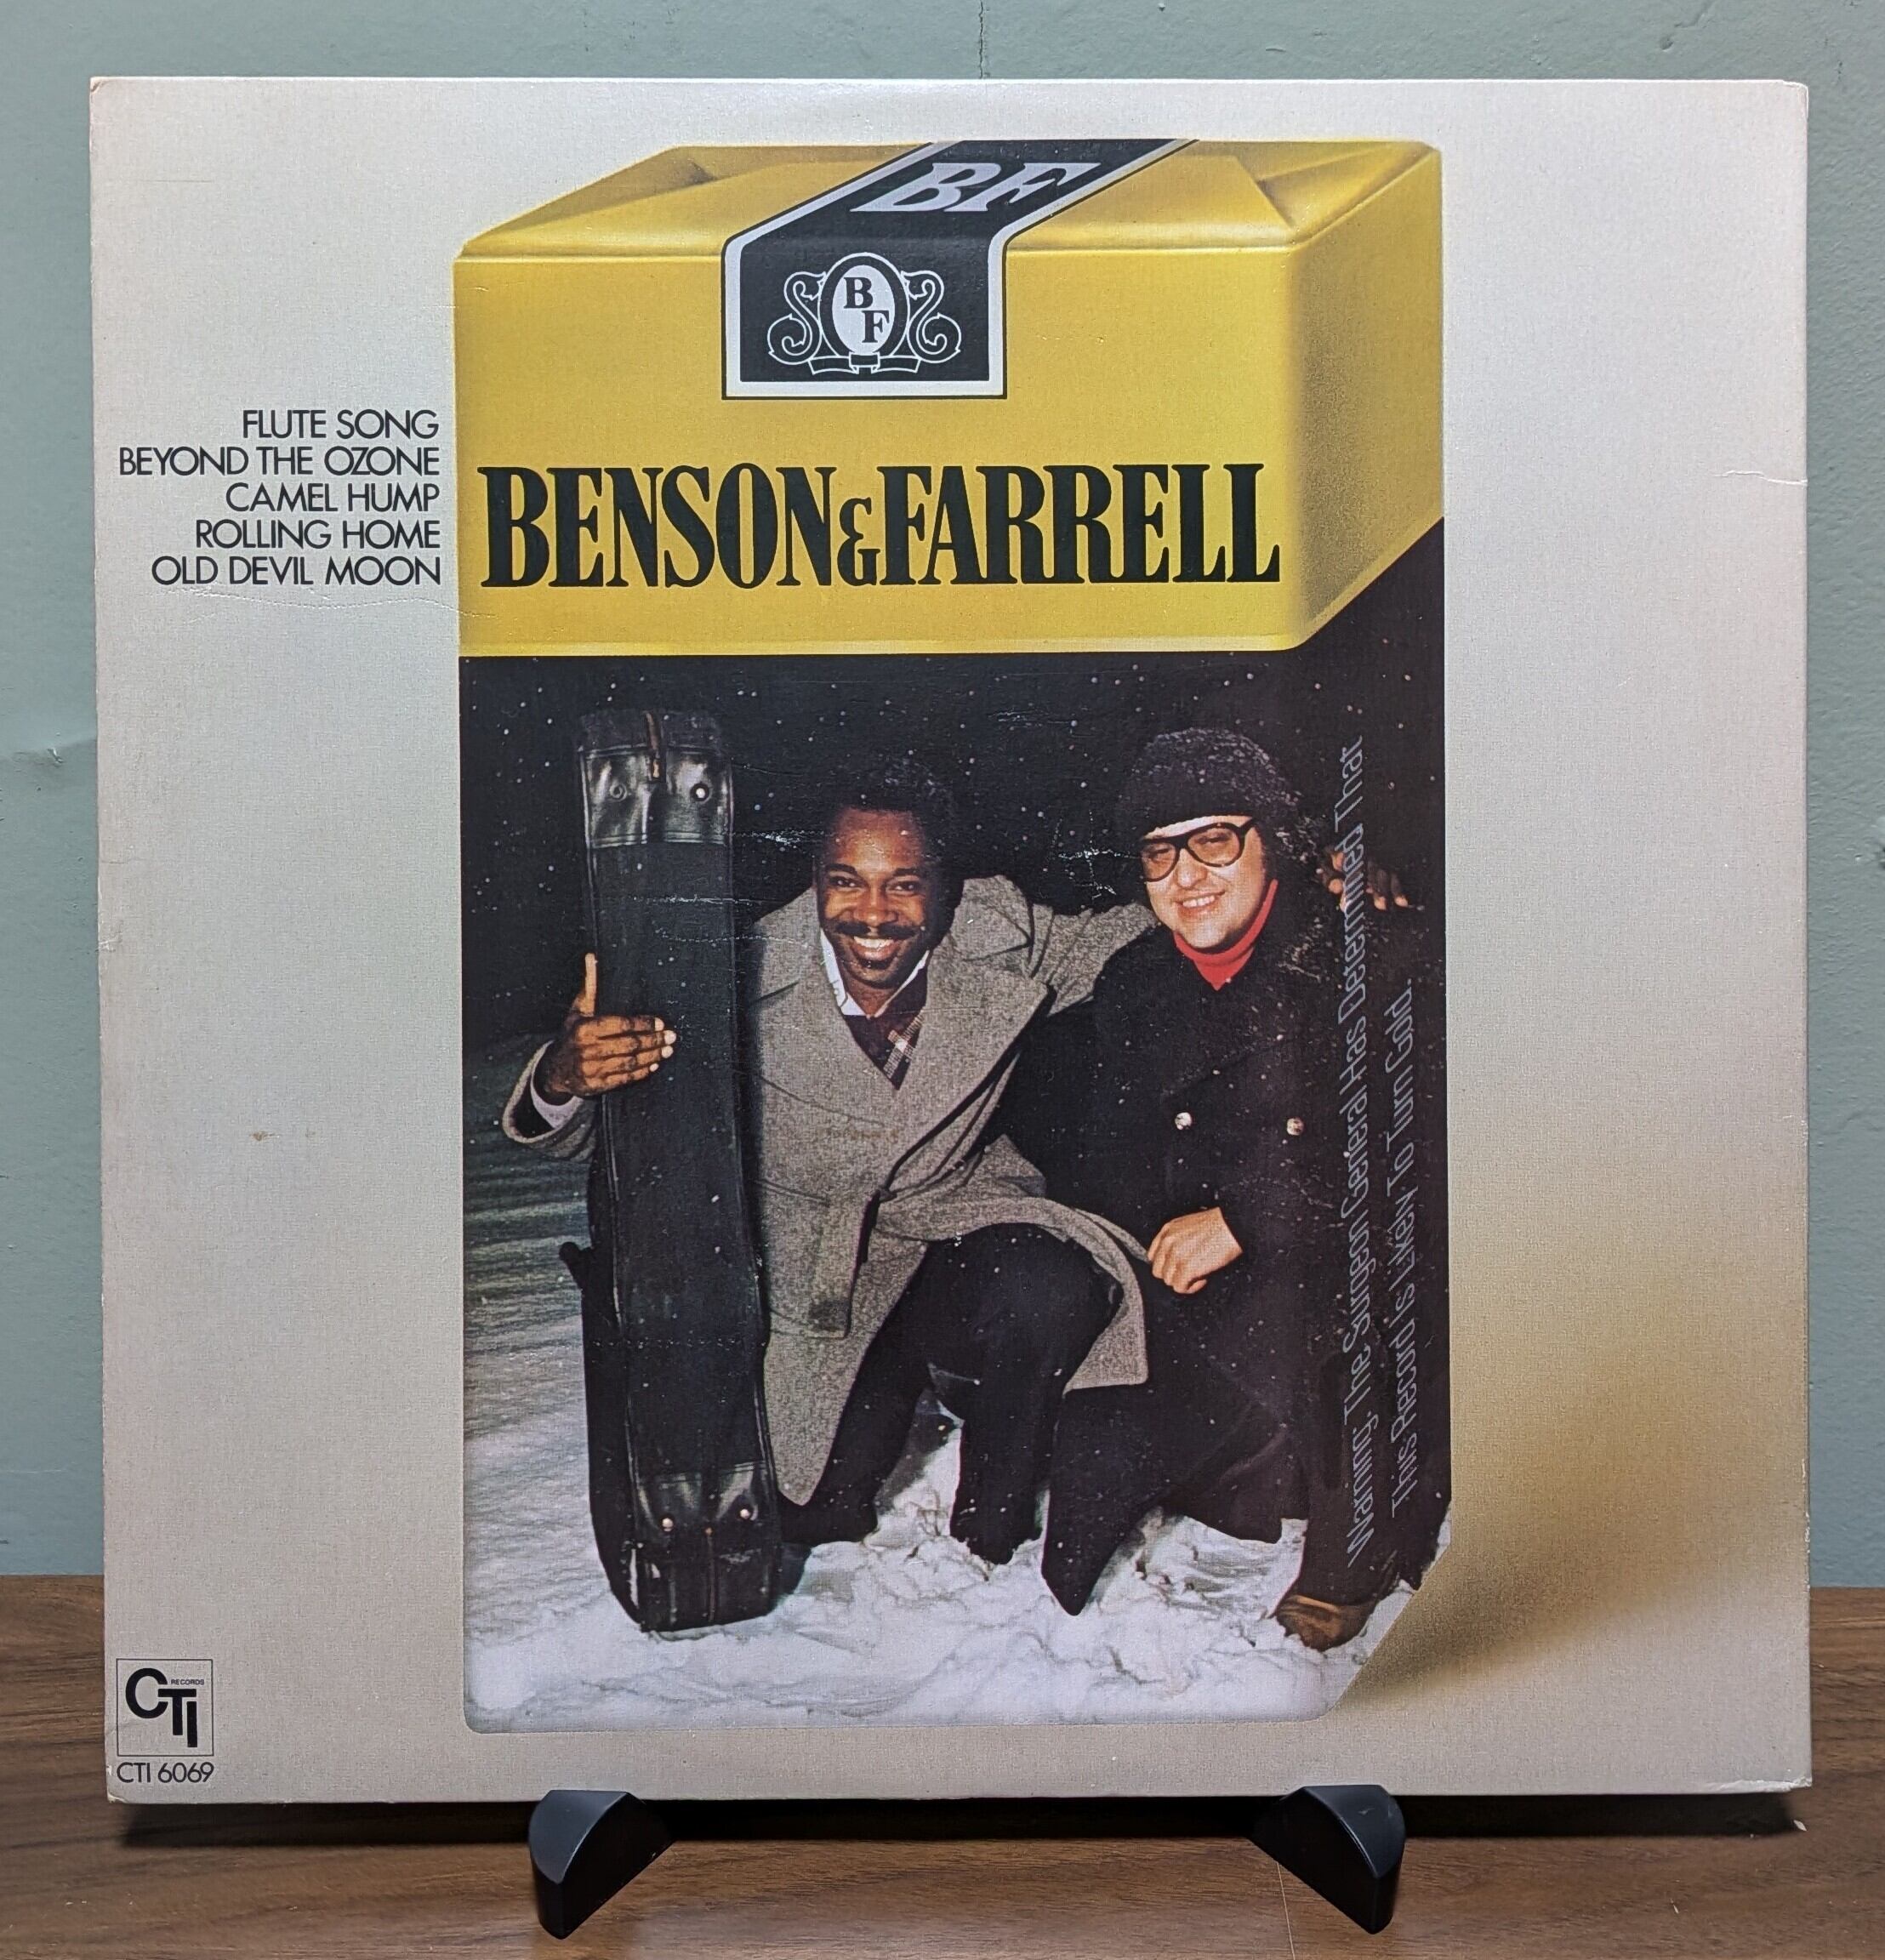 BF
B
F
FLUTE SONG
BEYOND THE OZONE
CAMEL HUMP
ROLLING HOME
OLD DEVIL MOON
BENSON & FARRELL
Warning: The Surgeon General Has Determined That
This Record Is Likely To Turn Gold.
CTI
RECORDS
CTI 6069